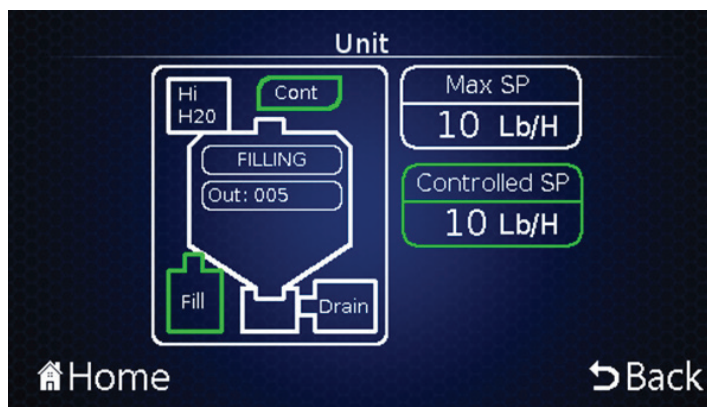 Unit
Hi
H20
Cont
FILLING
Out: 005
Fill
Drain
Max SP
10 Lb/H
Controlled SP
10 Lb/H
Home
Back